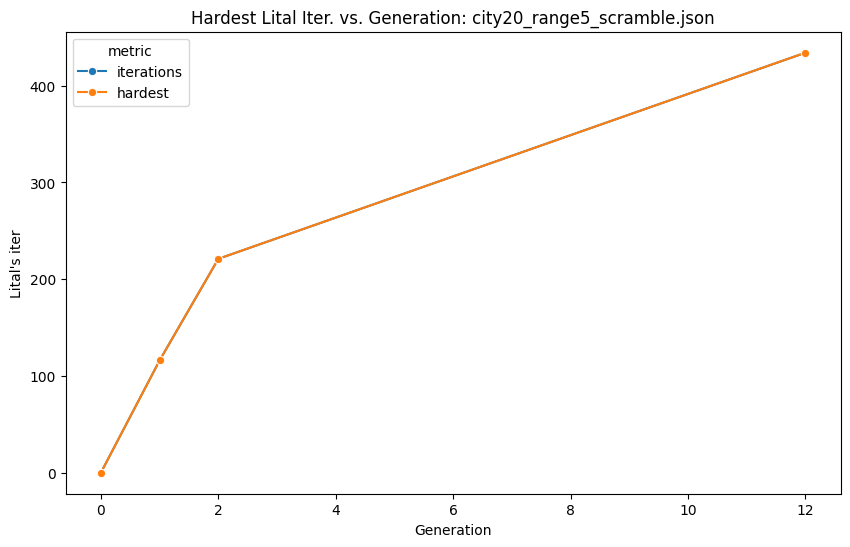 Hardest Lital Iter. vs. Generation: city20_range5_scramble.json
metric
iterations
hardest
400
300
200
100
0
Lital's iter
0 2 4 6 8 10 12
Generation